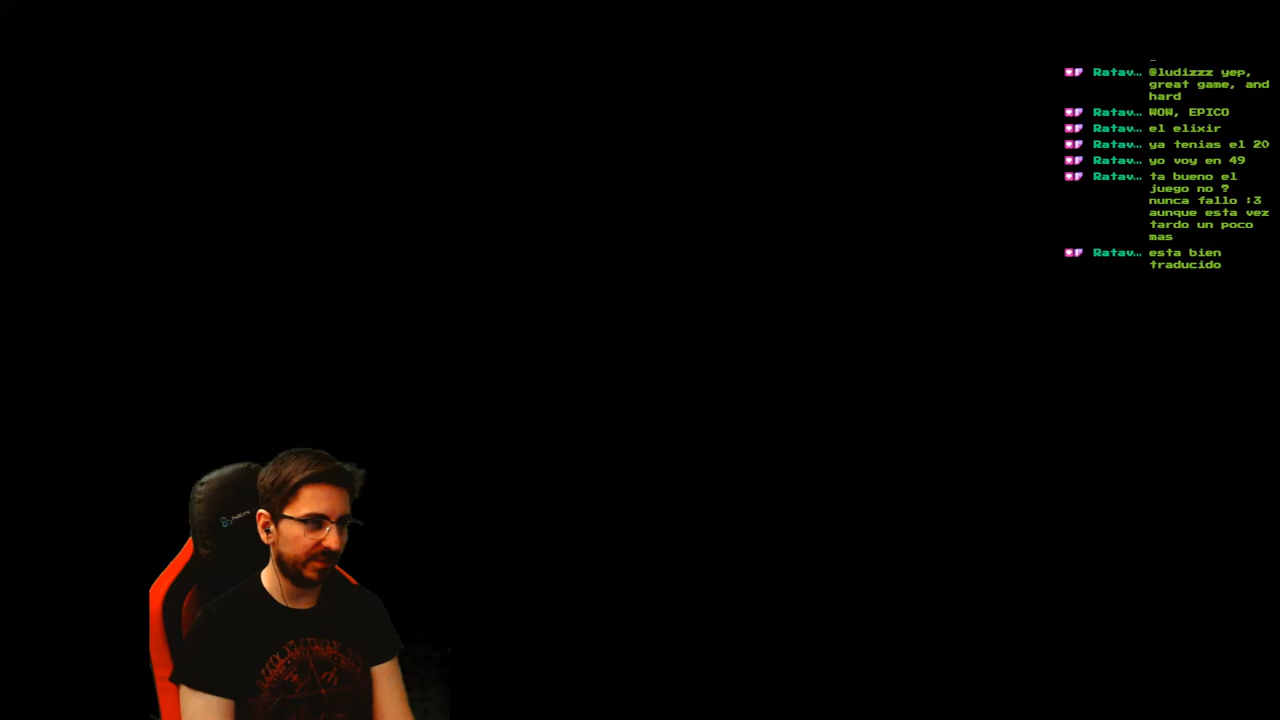 Ratav… @ludizzz yep,
great game, and
hard
Ratav… WOW, EPICO
Ratav… el elixir
Ratav… ya tenias el 20
Ratav… yo voy en 49
Ratav… ta bueno el
juego no ?
nunca fallo :3
aunque esta vez
tardo un poco
mas
Ratav… esta bien
traducido